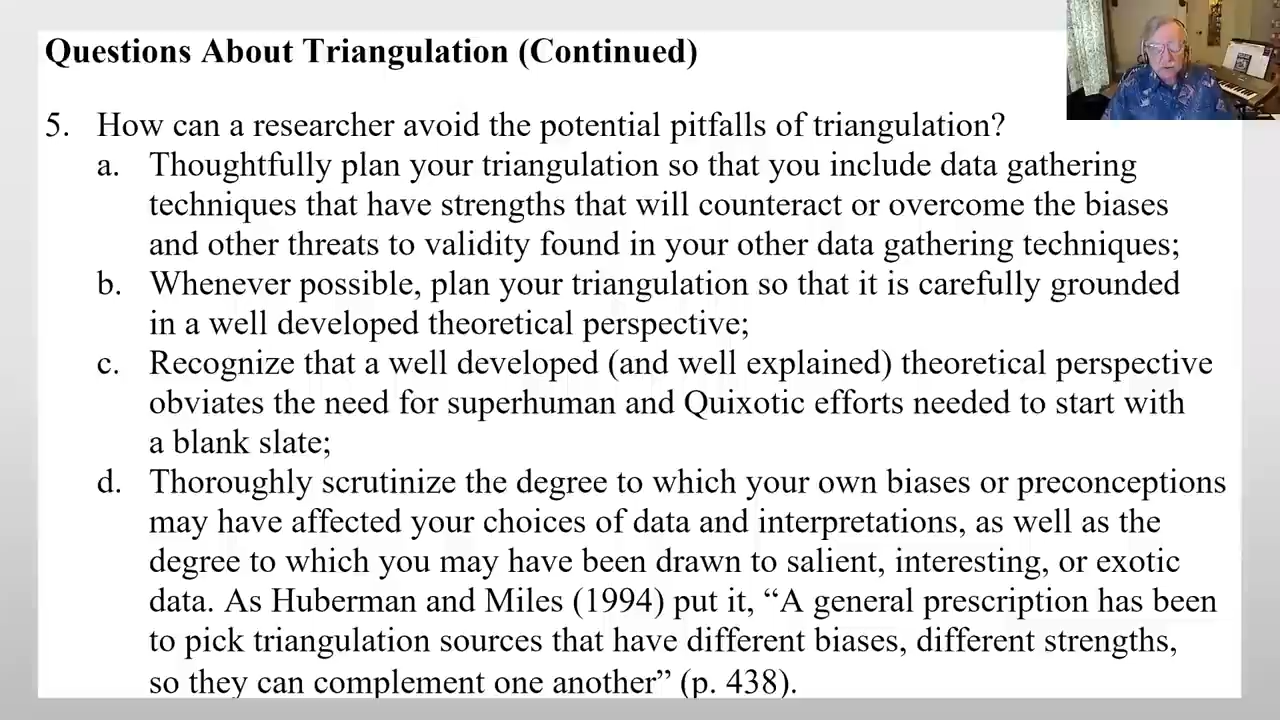 Questions About Triangulation (Continued)
5. How can a researcher avoid the potential pitfalls of triangulation?
a. Thoughtfully plan your triangulation so that you include data gathering
techniques that have strengths that will counteract or overcome the biases
and other threats to validity found in your other data gathering techniques;
b. Whenever possible, plan your triangulation so that it is carefully grounded
in a well developed theoretical perspective;
c. Recognize that a well developed (and well explained) theoretical perspective
obviates the need for superhuman and Quixotic efforts needed to start with
a blank slate;
d. Thoroughly scrutinize the degree to which your own biases or preconceptions
may have affected your choices of data and interpretations, as well as the
degree to which you may have been drawn to salient, interesting, or exotic
data. As Huberman and Miles (1994) put it, “A general prescription has been
to pick triangulation sources that have different biases, different strengths,
so they can complement one another” (p. 438).